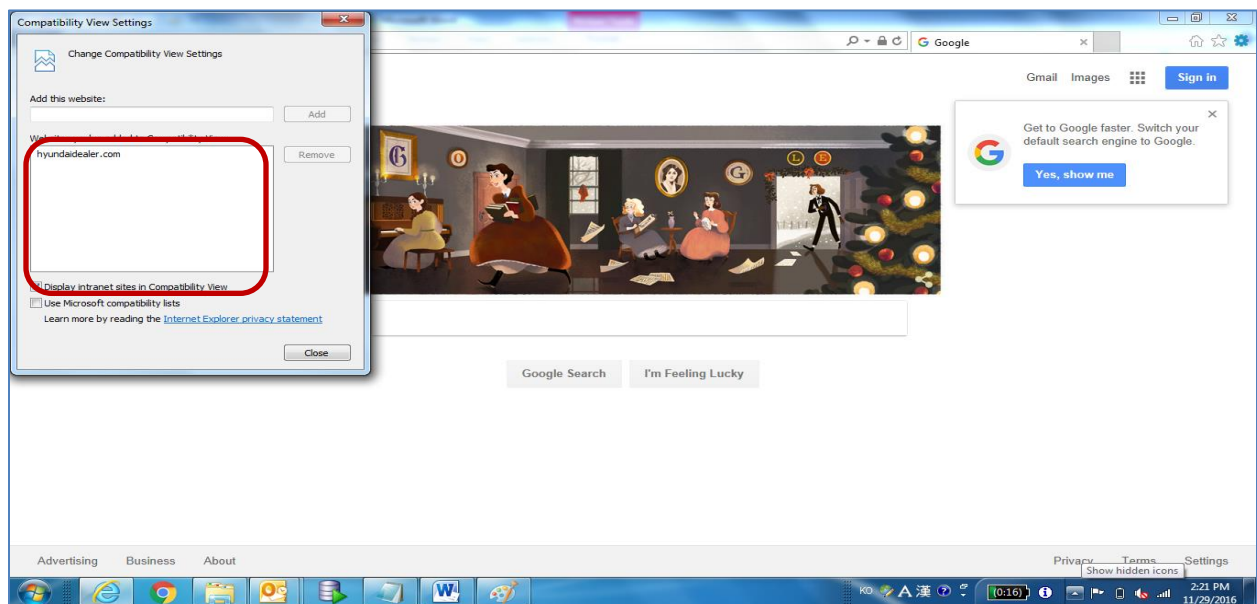 Compatibility View Settings
Change Compatibility View Settings
Add this website:
Add
hyundaidealer.com
Remove
Display intranet sites in Compatibility View
Use Microsoft compatibility lists
Learn more by reading the Internet Explorer privacy statement
Close
Google
Gmail Images
Sign in
Get to Google faster. Switch your
default search engine to Google.
Yes, show me
G O O G L E
Google Search I'm Feeling Lucky
Advertising Business About
Privacy Terms Settings
Show hidden icons
KO A 漢
(0:16)
2:21 PM
11/29/2016